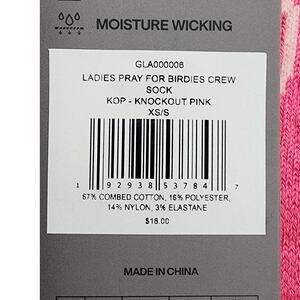 MOISTURE WICKING
GLA000006
LADIES PRAY FOR BIRDIES CREW
SOCK
KOP - KNOCKOUT PINK
XS/S
1 92938 53784 7
67% COMBED COTTON, 16% POLYESTER,
14% NYLON, 3% ELASTANE
$18.00
MADE IN CHINA